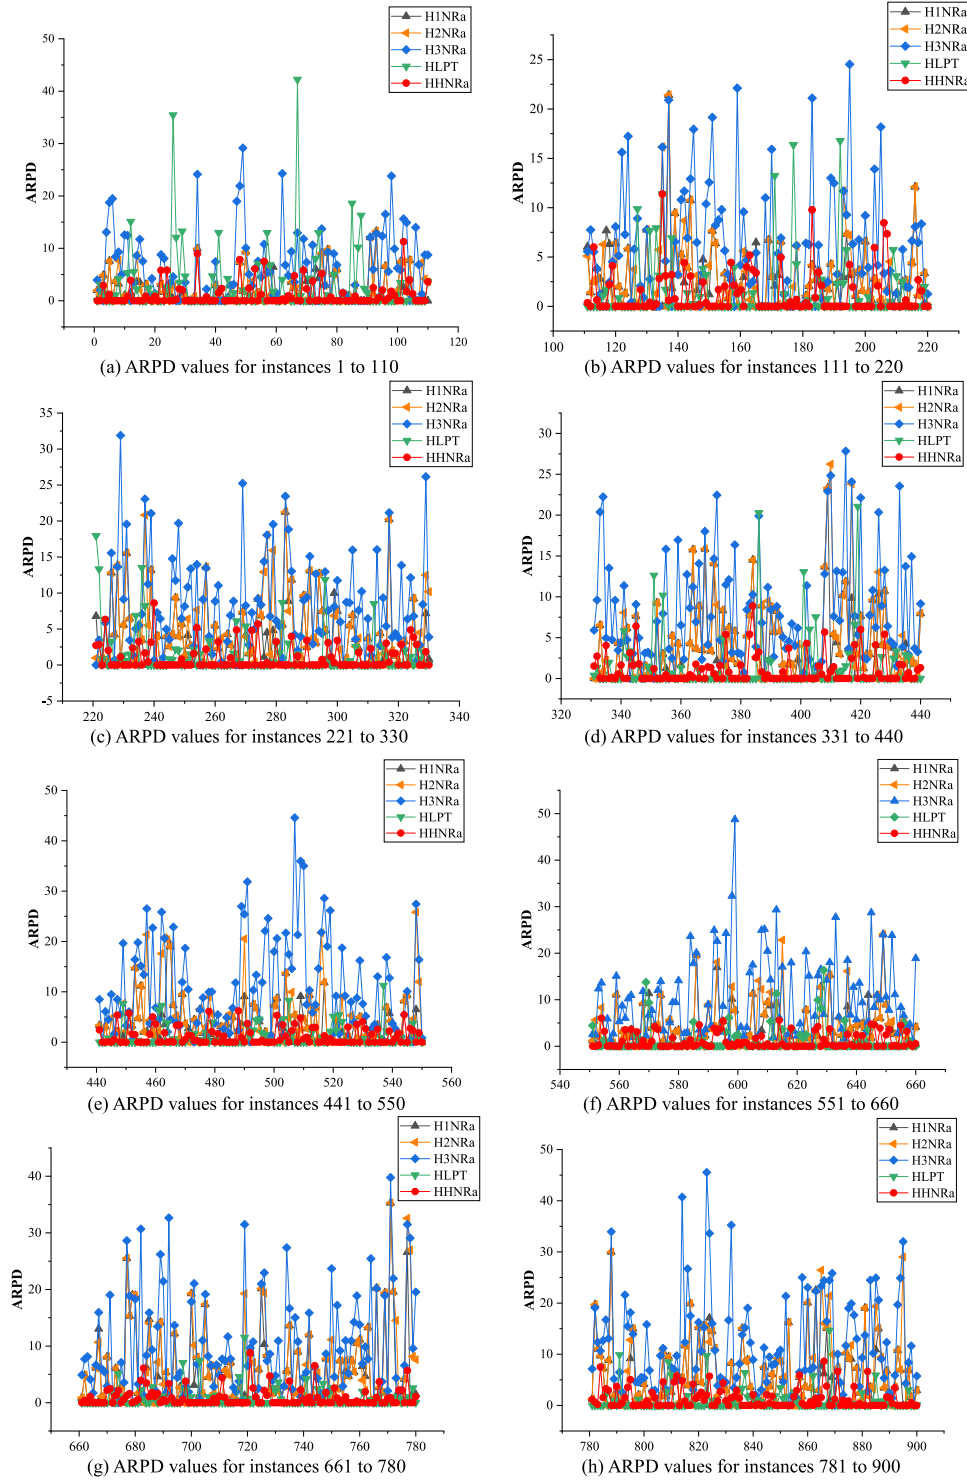 H1NRa
H2NRa
H3NRa
HLPT
HHNRa
50
40
30
20
10
0
ARPD
0 20 40 60 80 100 120
(a) ARPD values for instances 1 to 110
H1NRa
H2NRa
H3NRa
HLPT
HHNRa
25
20
15
10
5
0
ARPD
100 120 140 160 180 200 220
(b) ARPD values for instances 111 to 220
H1NRa
H2NRa
H3NRa
HLPT
HHNRa
35
30
25
20
15
10
5
0
-5
ARPD
220 240 260 280 300 320 340
(c) ARPD values for instances 221 to 330
H1NRa
H2NRa
H3NRa
HLPT
HHNRa
30
25
20
15
10
5
0
ARPD
320 340 360 380 400 420 440
(d) ARPD values for instances 331 to 440
H1NRa
H2NRa
H3NRa
HLPT
HHNRa
50
40
30
20
10
0
ARPD
440 460 480 500 520 540 560
(e) ARPD values for instances 441 to 550
H1NRa
H2NRa
H3NRa
HLPT
HHNRa
50
40
30
20
10
0
ARPD
540 560 580 600 620 640 660
(f) ARPD values for instances 551 to 660
H1NRa
H2NRa
H3NRa
HLPT
HHNRa
40
30
20
10
0
ARPD
660 680 700 720 740 760 780
(g) ARPD values for instances 661 to 780
H1NRa
H2NRa
H3NRa
HLPT
HHNRa
50
40
30
20
10
0
ARPD
780 800 820 840 860 880 900
(h) ARPD values for instances 781 to 900